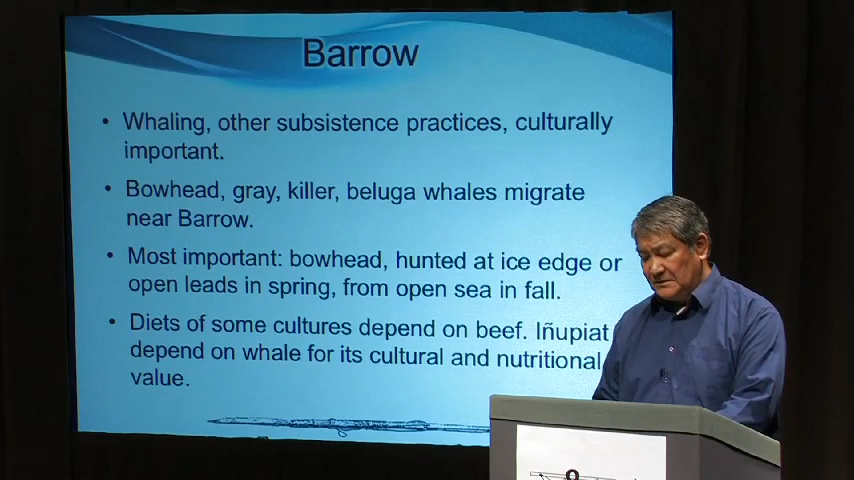 Barrow
• Whaling, other subsistence practices, culturally
important.
• Bowhead, gray, killer, beluga whales migrate
near Barrow.
• Most important: bowhead, hunted at ice edge or
open leads in spring, from open sea in fall.
• Diets of some cultures depend on beef. Iñupiat
depend on whale for its cultural and nutritional
value.